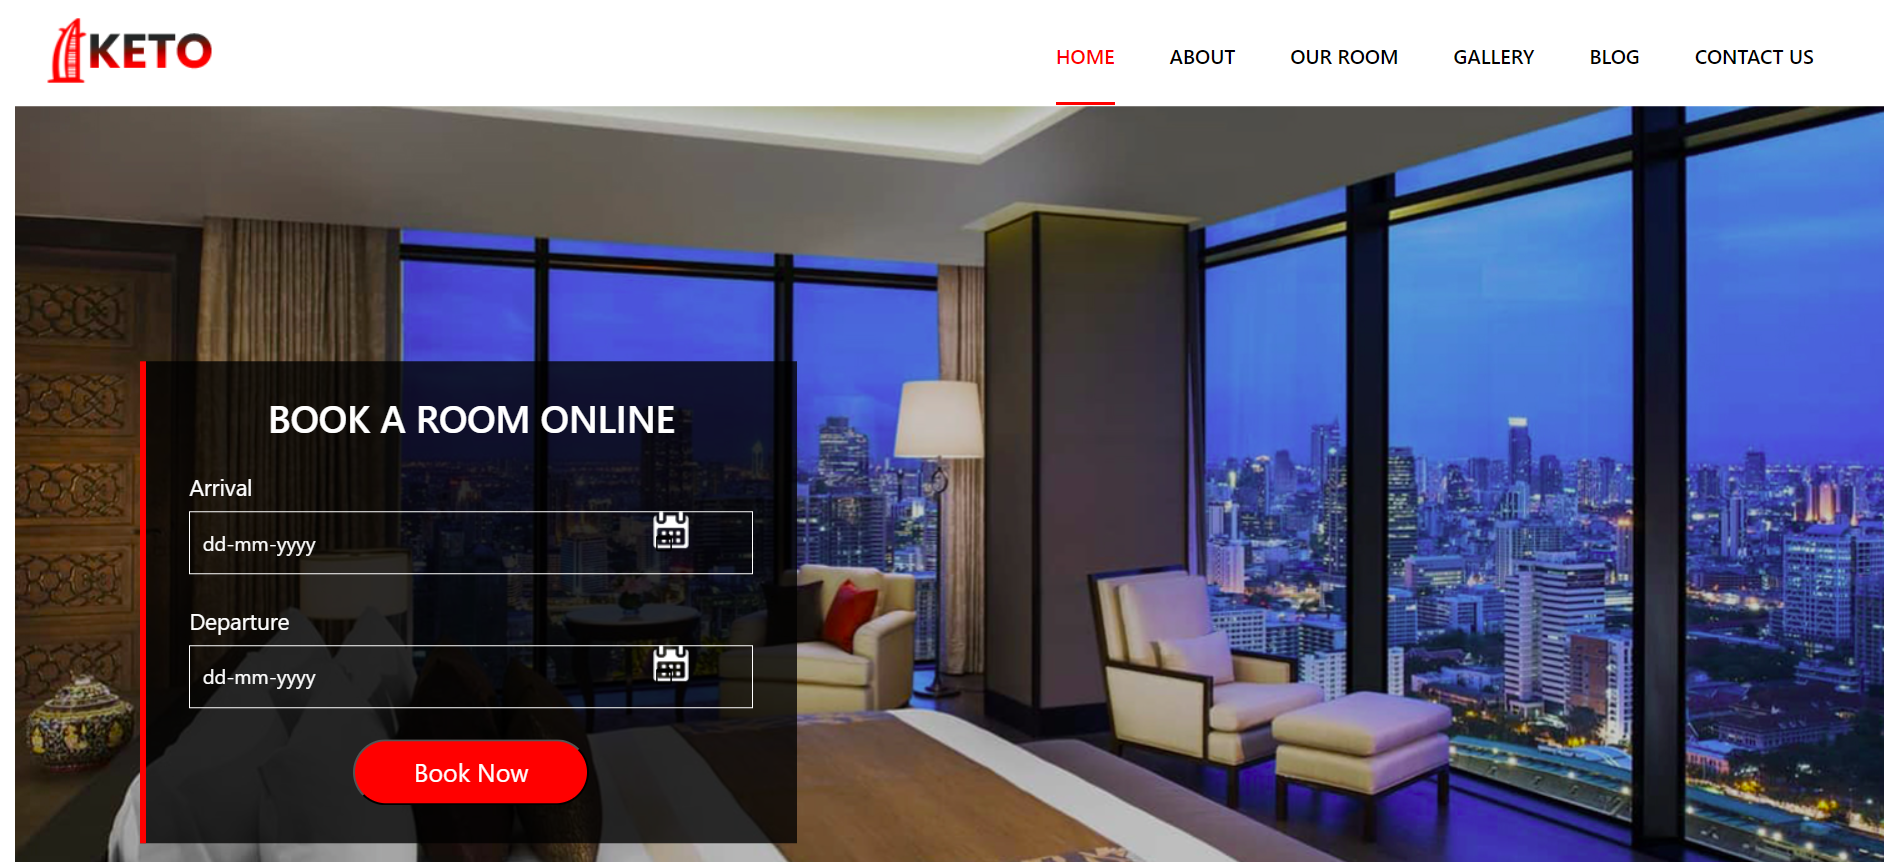 KETO
HOME ABOUT OUR ROOM GALLERY BLOG CONTACT US
BOOK A ROOM ONLINE
Arrival
dd-mm-yyyy
Departure
dd-mm-yyyy
Book Now